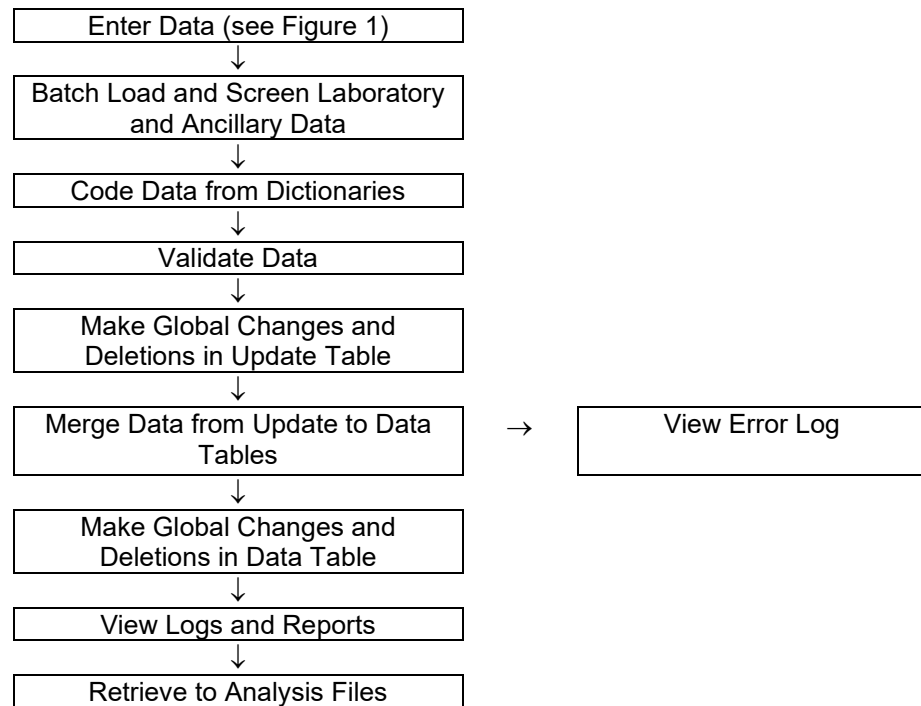 Enter Data (see Figure 1)
↓
Batch Load and Screen Laboratory
and Ancillary Data
↓
Code Data from Dictionaries
↓
Validate Data
↓
Make Global Changes and
Deletions in Update Table
↓
Merge Data from Update to Data
Tables
→
View Error Log
↓
Make Global Changes and
Deletions in Data Table
↓
View Logs and Reports
↓
Retrieve to Analysis Files